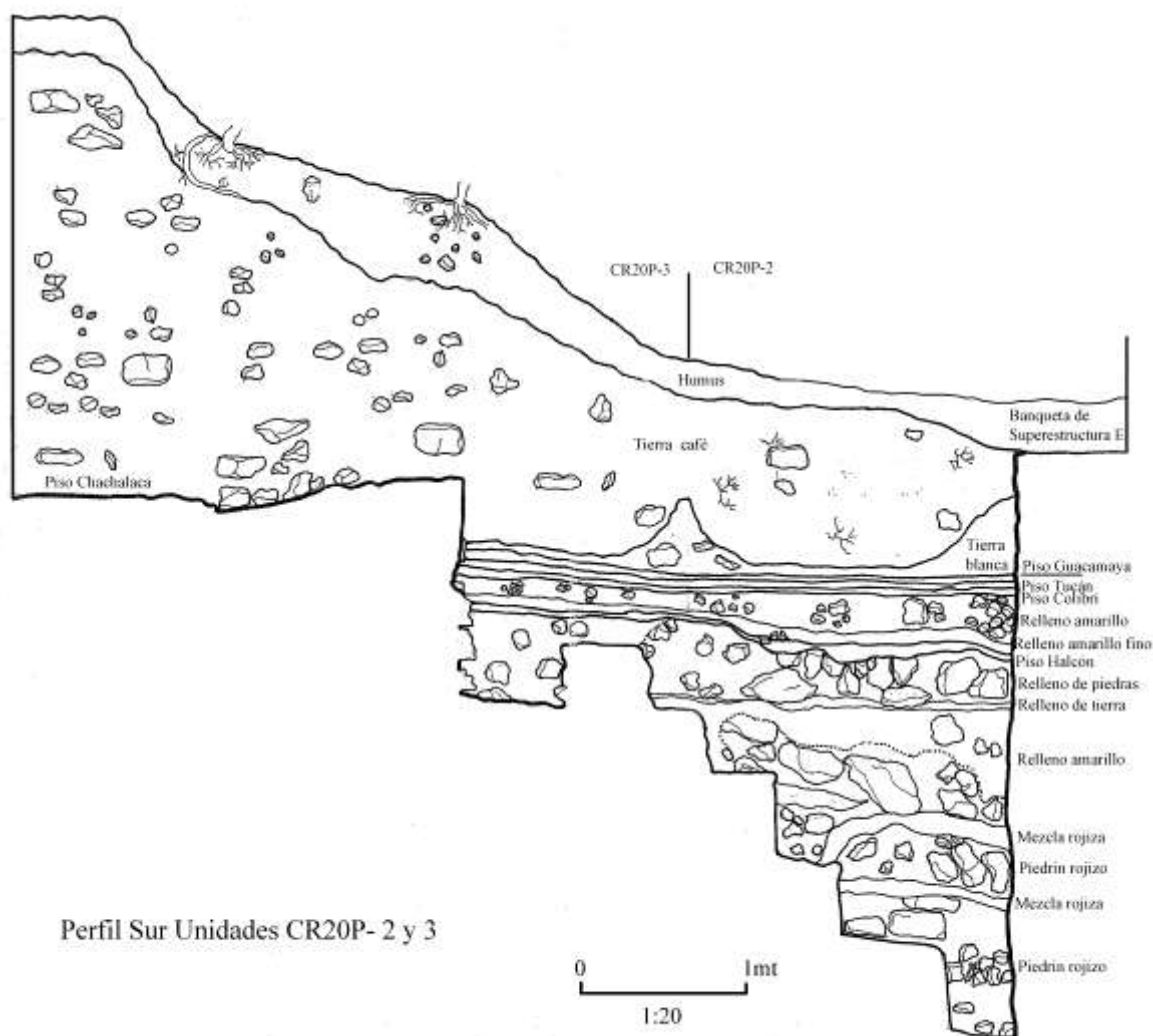 CR20P-3
CR20P-2
Humus
Banqueta de
Superestructura E
Tierra café
Piso Chachalaca
Tierra
blanca
Piso Guacamaya
Piso Tucán
Piso Colibrí
Relleno amarillo
Relleno amarillo fino
Piso Halcón
Relleno de piedras
Relleno de tierra
Relleno amarillo
Mezcla rojiza
Piedrin rojizo
Mezcla rojiza
Piedrin rojizo
Perfil Sur Unidades CR20P- 2 y 3
0 1mt
1:20